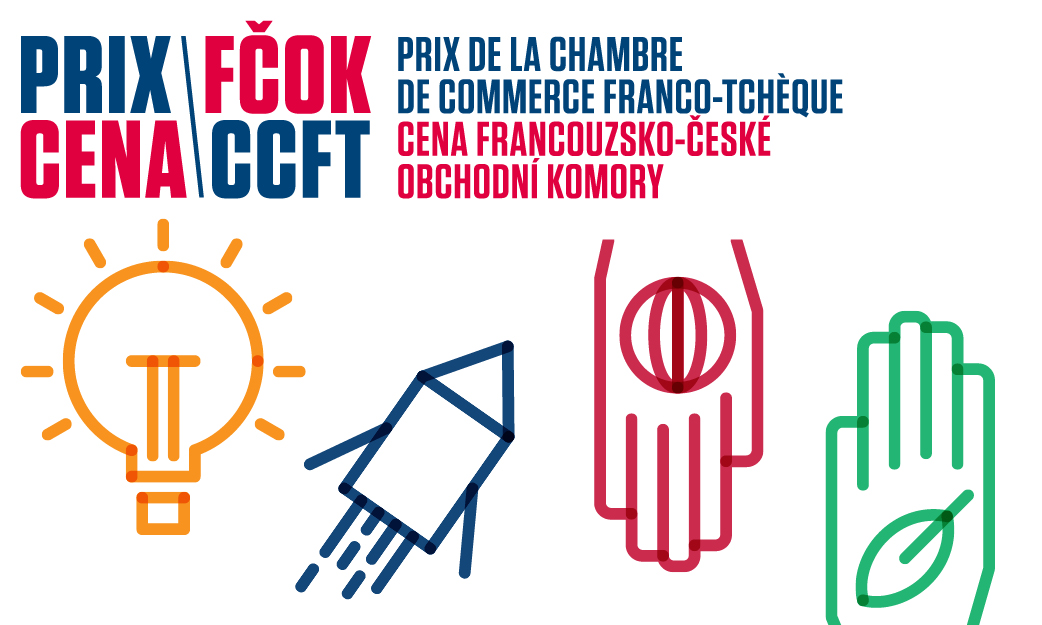 PRIX \ FČOK
CENA \ CCFT
PRIX DE LA CHAMBRE
DE COMMERCE FRANCO-TCHÈQUE
CENA FRANCOUZSKO-ČESKÉ
OBCHODNÍ KOMORY